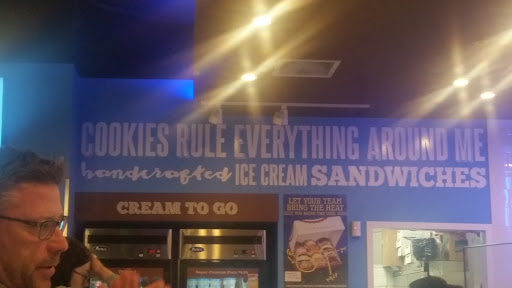 COOKIES RULE EVERYTHING AROUND ME
handcrafted ICE CREAM SANDWICHES
CREAM TO GO
LET YOUR TEAM
BRING THE HEAT